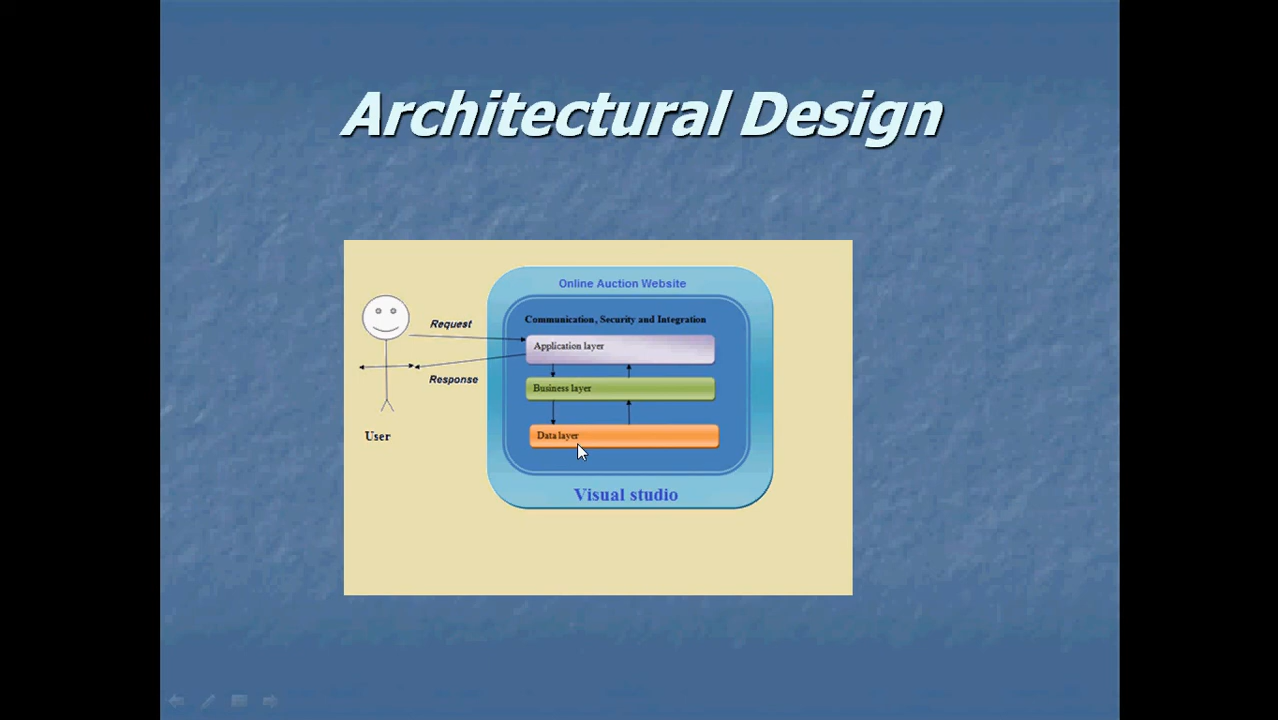 Architectural Design
Online Auction Website
Communication, Security and Integration
Request
Application layer
Response
Business layer
User
Data layer
Visual studio